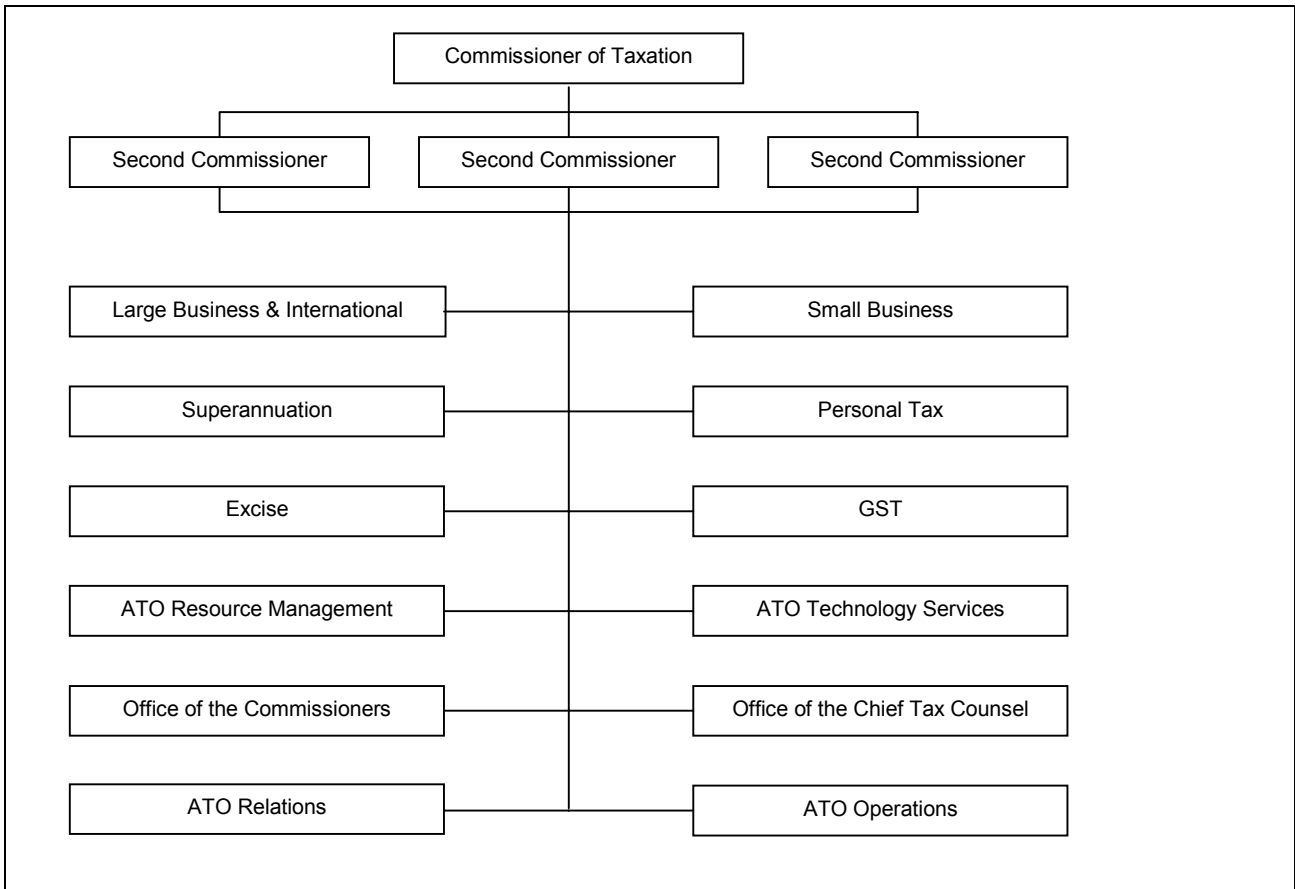 Commissioner of Taxation
Second Commissioner
Second Commissioner
Second Commissioner
Large Business & International
Small Business
Superannuation
Personal Tax
Excise
GST
ATO Resource Management
ATO Technology Services
Office of the Commissioners
Office of the Chief Tax Counsel
ATO Relations
ATO Operations